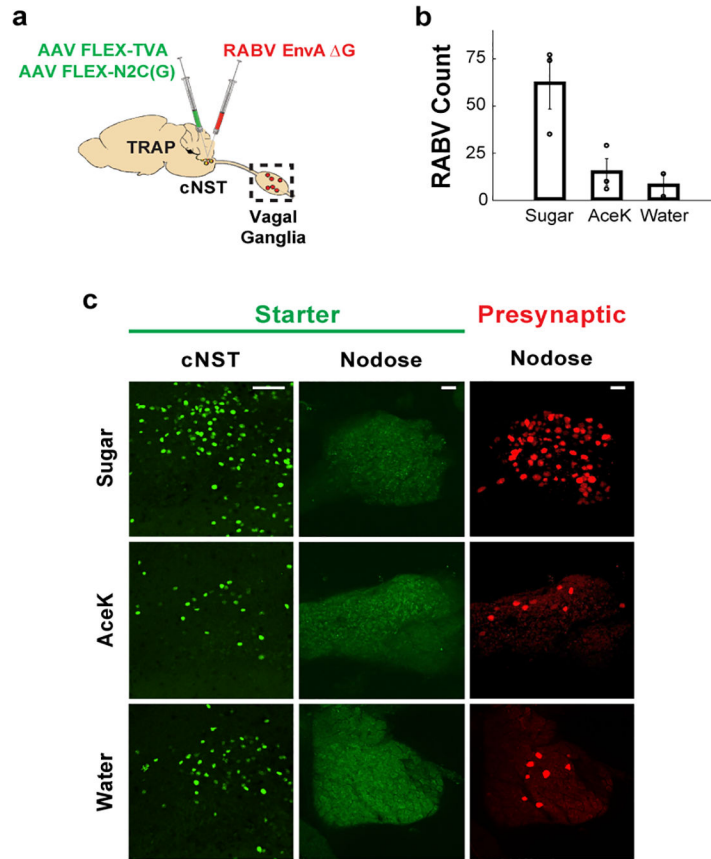 a
AAV FLEX-TVA
AAV FLEX-N2C(G)
RABV EnvA ΔG
TRAP
cNST
Vagal
Ganglia
b
RABV Count
75
50
25
0
Sugar
AceK
Water
c
Starter
Presynaptic
cNST
Nodose
Nodose
Sugar
AceK
Water